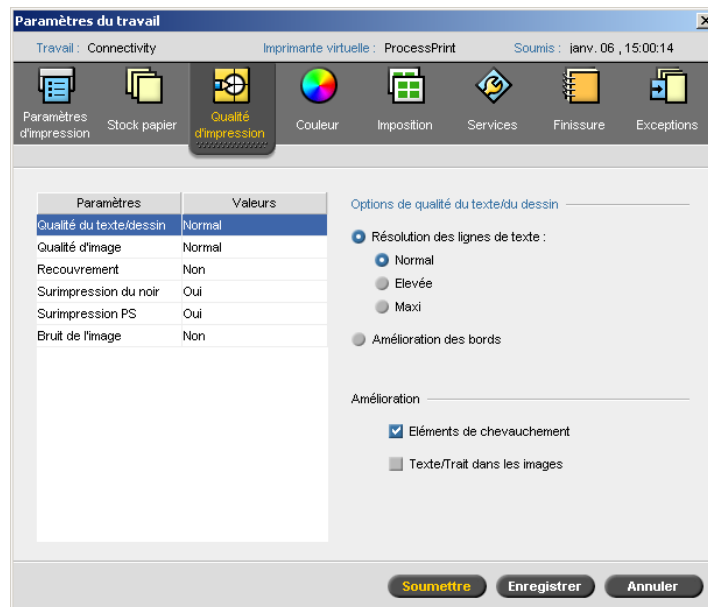 Paramètres du travail
Travail : Connectivity Imprimante virtuelle : ProcessPrint Soumis : janv. 06 , 15:00:14
Paramètres d'impression
Stock papier
Qualité d'impression
Couleur
Imposition
Services
Finissure
Exceptions
Paramètres Valeurs
Qualité du texte/dessin Normal
Qualité d'image Normal
Recouvrement Non
Surimpression du noir Oui
Surimpression PS Oui
Bruit de l'image Non
Options de qualité du texte/du dessin
Résolution des lignes de texte :
Normal
Elevée
Maxi
Amélioration des bords
Amélioration
Eléments de chevauchement
Texte/Trait dans les images
Soumettre Enregistrer Annuler